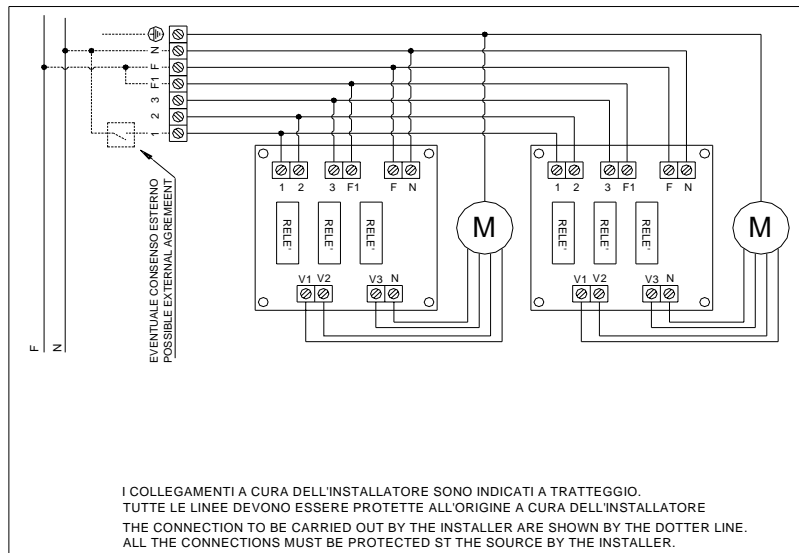 N
F
F1
3
2
1
1 2 3 F1 F N
RELE' RELE' RELE'
V1 V2 V3 N
M
1 2 3 F1 F N
RELE' RELE' RELE'
V1 V2 V3 N
M
F
N
EVENTUALE CONSENSO ESTERNO
POSSIBLE EXTERNAL AGREMEENT
I COLLEGAMENTI A CURA DELL'INSTALLATORE SONO INDICATI A TRATTEGGIO.
TUTTE LE LINEE DEVONO ESSERE PROTETTE ALL'ORIGINE A CURA DELL'INSTALLATORE
THE CONNECTION TO BE CARRIED OUT BY THE INSTALLER ARE SHOWN BY THE DOTTER LINE.
ALL THE CONNECTIONS MUST BE PROTECTED ST THE SOURCE BY THE INSTALLER.